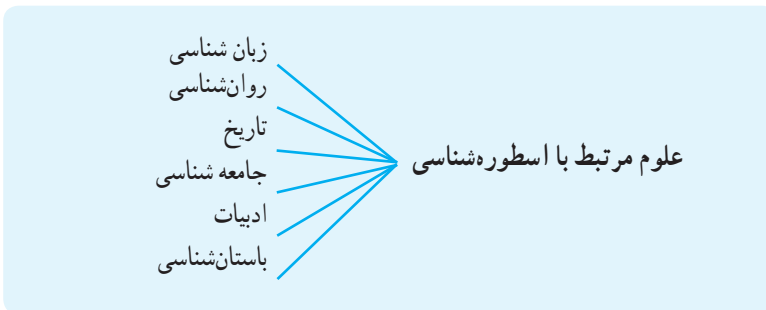 علوم مرتبط با اسطوره‌شناسی
زبان شناسی
روان‌شناسی
تاریخ
جامعه شناسی
ادبیات
باستان‌شناسی